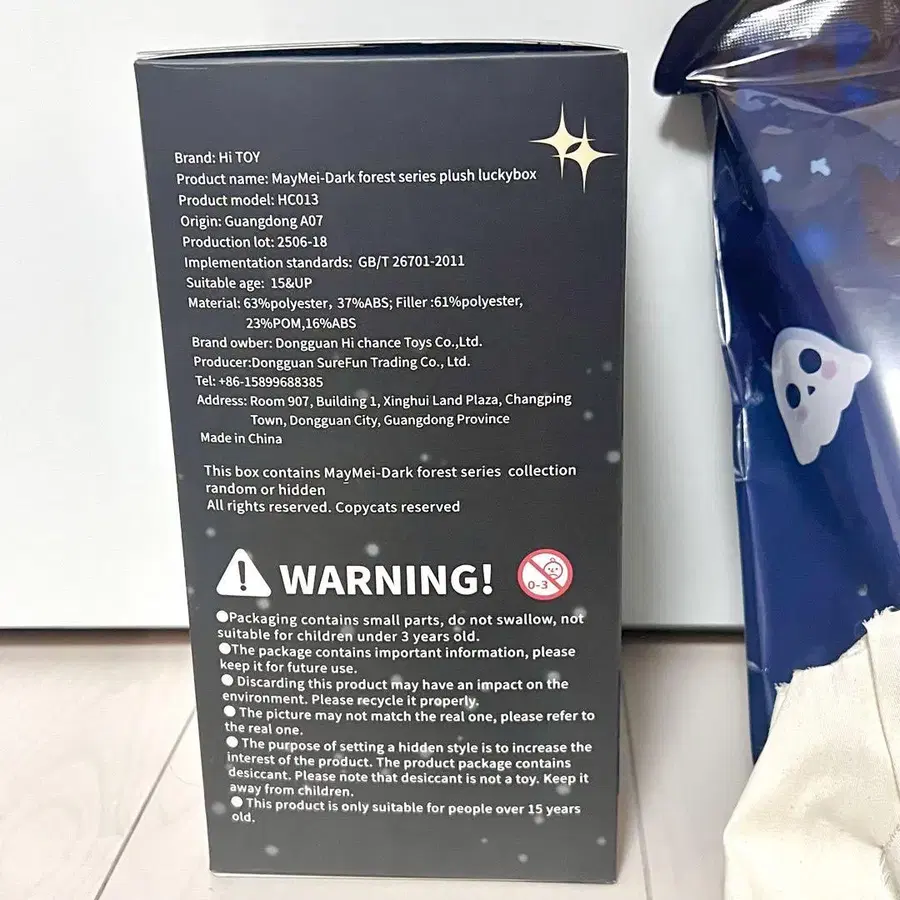 Brand: Hi TOY
Product name: MayMei-Dark forest series plush luckybox
Product model: HC013
Origin: Guangdong A07
Production lot: 2506-18
Implementation standards: GB/T 26701-2011
Suitable age: 15&UP
Material: 63%polyester, 37%ABS; Filler :61%polyester,
23%POM,16%ABS
Brand owber: Dongguan Hi chance Toys Co.,Ltd.
Producer:Dongguan SureFun Trading Co., Ltd.
Tel: +86-15899688385
Address: Room 907, Building 1, Xinghui Land Plaza, Changping
Town, Dongguan City, Guangdong Province
Made in China
This box contains MayMei-Dark forest series collection
random or hidden
All rights reserved. Copycats reserved
WARNING!
0-3
●Packaging contains small parts, do not swallow, not
suitable for children under 3 years old.
●The package contains important information, please
keep it for future use.
● Discarding this product may have an impact on the
environment. Please recycle it properly.
● The picture may not match the real one, please refer to
the real one.
● The purpose of setting a hidden style is to increase the
interest of the product. The product package contains
desiccant. Please note that desiccant is not a toy. Keep it
away from children.
● This product is only suitable for people over 15 years
old.